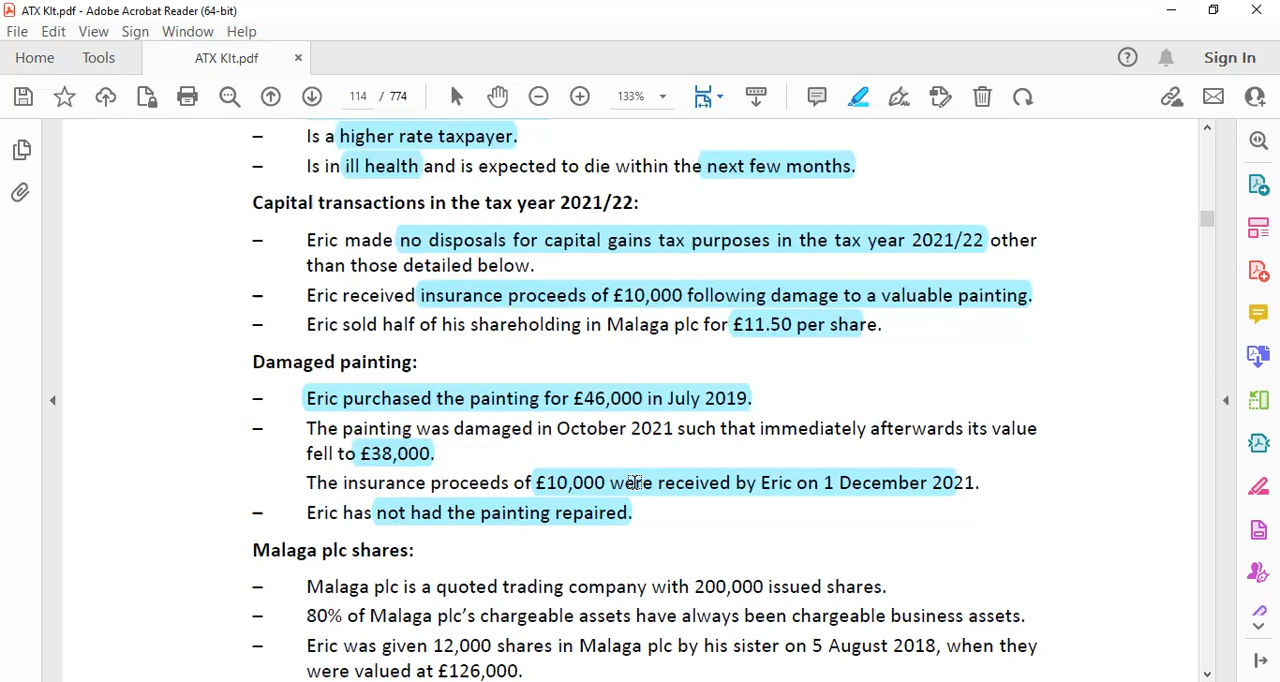 ATX KIt.pdf - Adobe Acrobat Reader (64-bit)
File Edit View Sign Window Help
Home Tools ATX KIt.pdf × Sign In
114 / 774 133%
– Is a higher rate taxpayer.
– Is in ill health and is expected to die within the next few months.
Capital transactions in the tax year 2021/22:
– Eric made no disposals for capital gains tax purposes in the tax year 2021/22 other
than those detailed below.
– Eric received insurance proceeds of £10,000 following damage to a valuable painting.
– Eric sold half of his shareholding in Malaga plc for £11.50 per share.
Damaged painting:
– Eric purchased the painting for £46,000 in July 2019.
– The painting was damaged in October 2021 such that immediately afterwards its value
fell to £38,000.
The insurance proceeds of £10,000 were received by Eric on 1 December 2021.
– Eric has not had the painting repaired.
Malaga plc shares:
– Malaga plc is a quoted trading company with 200,000 issued shares.
– 80% of Malaga plc's chargeable assets have always been chargeable business assets.
– Eric was given 12,000 shares in Malaga plc by his sister on 5 August 2018, when they
were valued at £126,000.